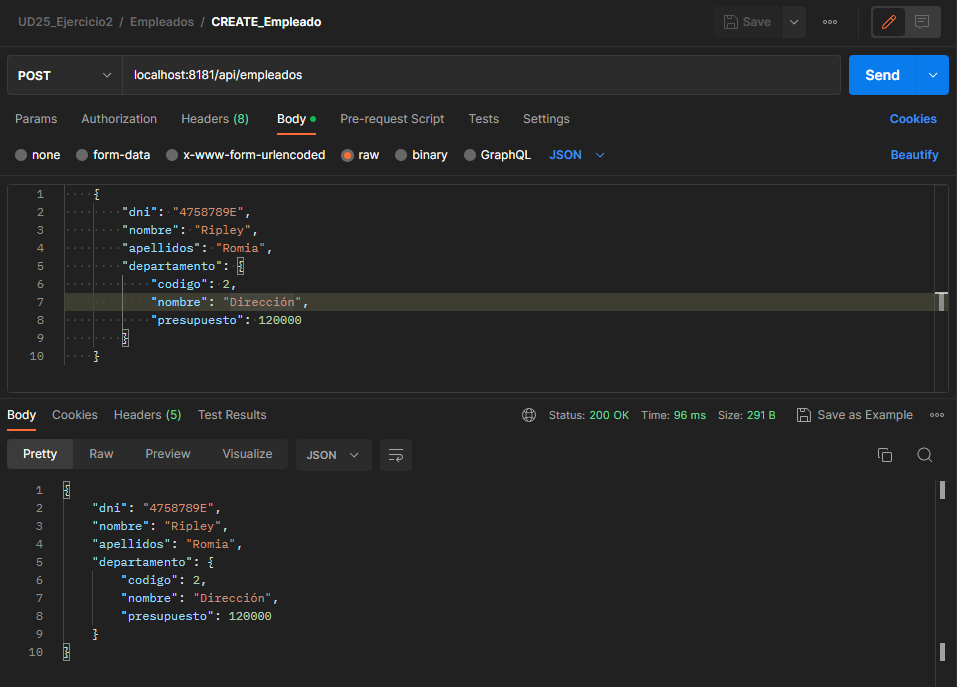 UD25_Ejercicio2 / Empleados / CREATE_Empleado
Save
POST
localhost:8181/api/empleados
Send
Params Authorization Headers (8) Body Pre-request Script Tests Settings Cookies
none form-data x-www-form-urlencoded raw binary GraphQL JSON Beautify
1 {
2 "dni": "4758789E",
3 "nombre": "Ripley",
4 "apellidos": "Romia",
5 "departamento": {
6 "codigo": 2,
7 "nombre": "Dirección",
8 "presupuesto": 120000
9 }
10 }
Body Cookies Headers (5) Test Results Status: 200 OK Time: 96 ms Size: 291 B Save as Example
Pretty Raw Preview Visualize JSON
1 {
2 "dni": "4758789E",
3 "nombre": "Ripley",
4 "apellidos": "Romia",
5 "departamento": {
6 "codigo": 2,
7 "nombre": "Dirección",
8 "presupuesto": 120000
9 }
10 }